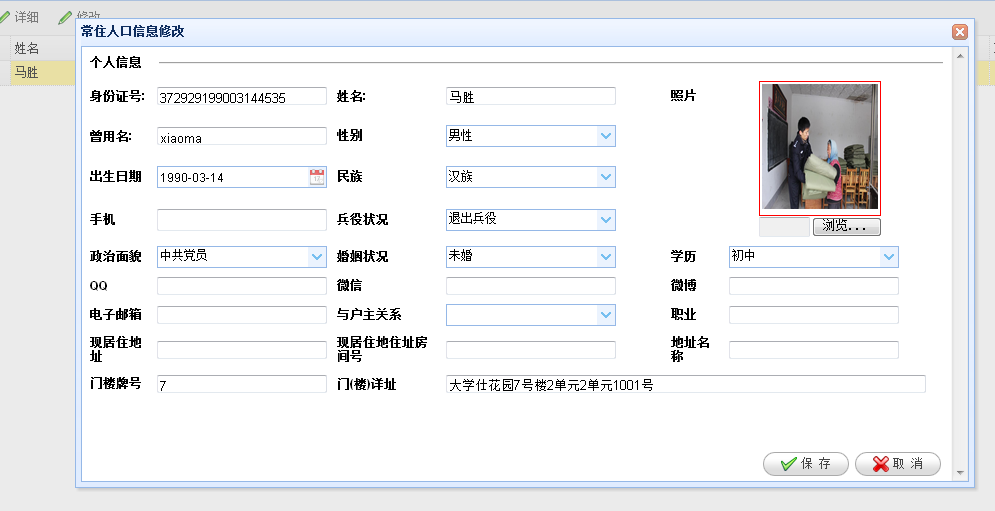 详细 修改
常住人口信息修改
姓名
马胜
个人信息
身份证号: 372929199003144535 姓名: 马胜 照片
曾用名: xiaoma 性别 男性
出生日期 1990-03-14 民族 汉族
手机 兵役状况 退出兵役
浏览...
政治面貌 中共党员 婚姻状况 未婚 学历 初中
QQ 微信 微博
电子邮箱 与户主关系 职业
现居住地址 现居住地住址房间号 地址名称
门楼牌号 7 门(楼)详址 大学仕花园7号楼2单元2单元1001号
保存 取消